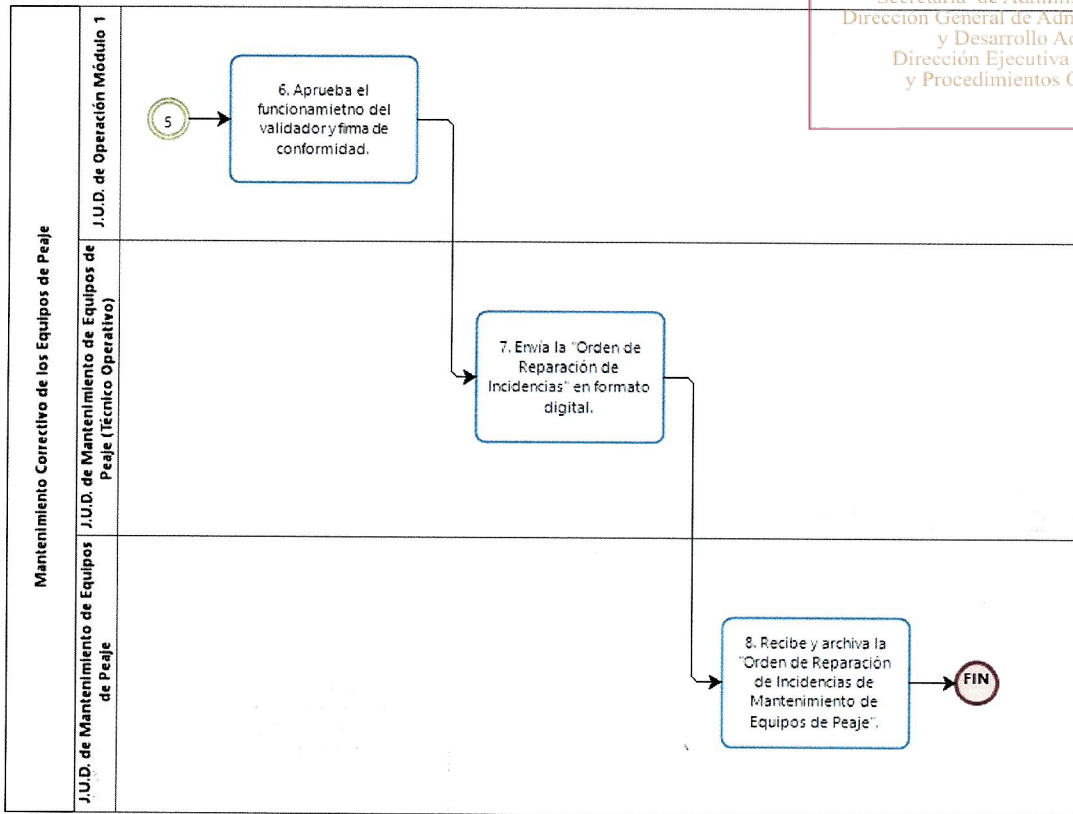 Secretaría de Admini
Dirección General de Adm
y Desarrollo Ad
Dirección Ejecutiva
y Procedimientos O
Mantenimiento Correctivo de los Equipos de Peaje
J.U.D. de Operación Módulo 1
5
6. Aprueba el
funcionamietno del
validador y firma de
conformidad.
J.U.D. de Mantenimiento de Equipos de
Peaje (Técnico Operativo)
7. Envía la "Orden de
Reparación de
Incidencias" en formato
digital.
J.U.D. de Mantenimiento de Equipos
de Peaje
8. Recibe y archiva la
"Orden de Reparación
de Incidencias de
Mantenimiento de
Equipos de Peaje".
FIN